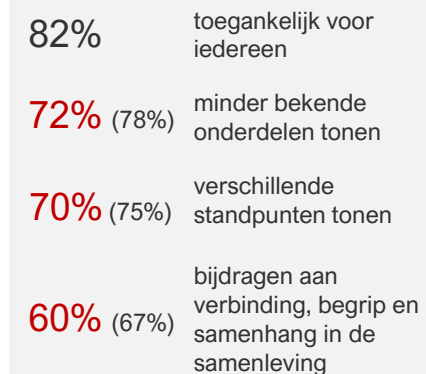 82% toegankelijk voor
iedereen
72% (78%) minder bekende
onderdelen tonen
70% (75%) verschillende
standpunten tonen
60% (67%) bijdragen aan
verbinding, begrip en
samenhang in de
samenleving